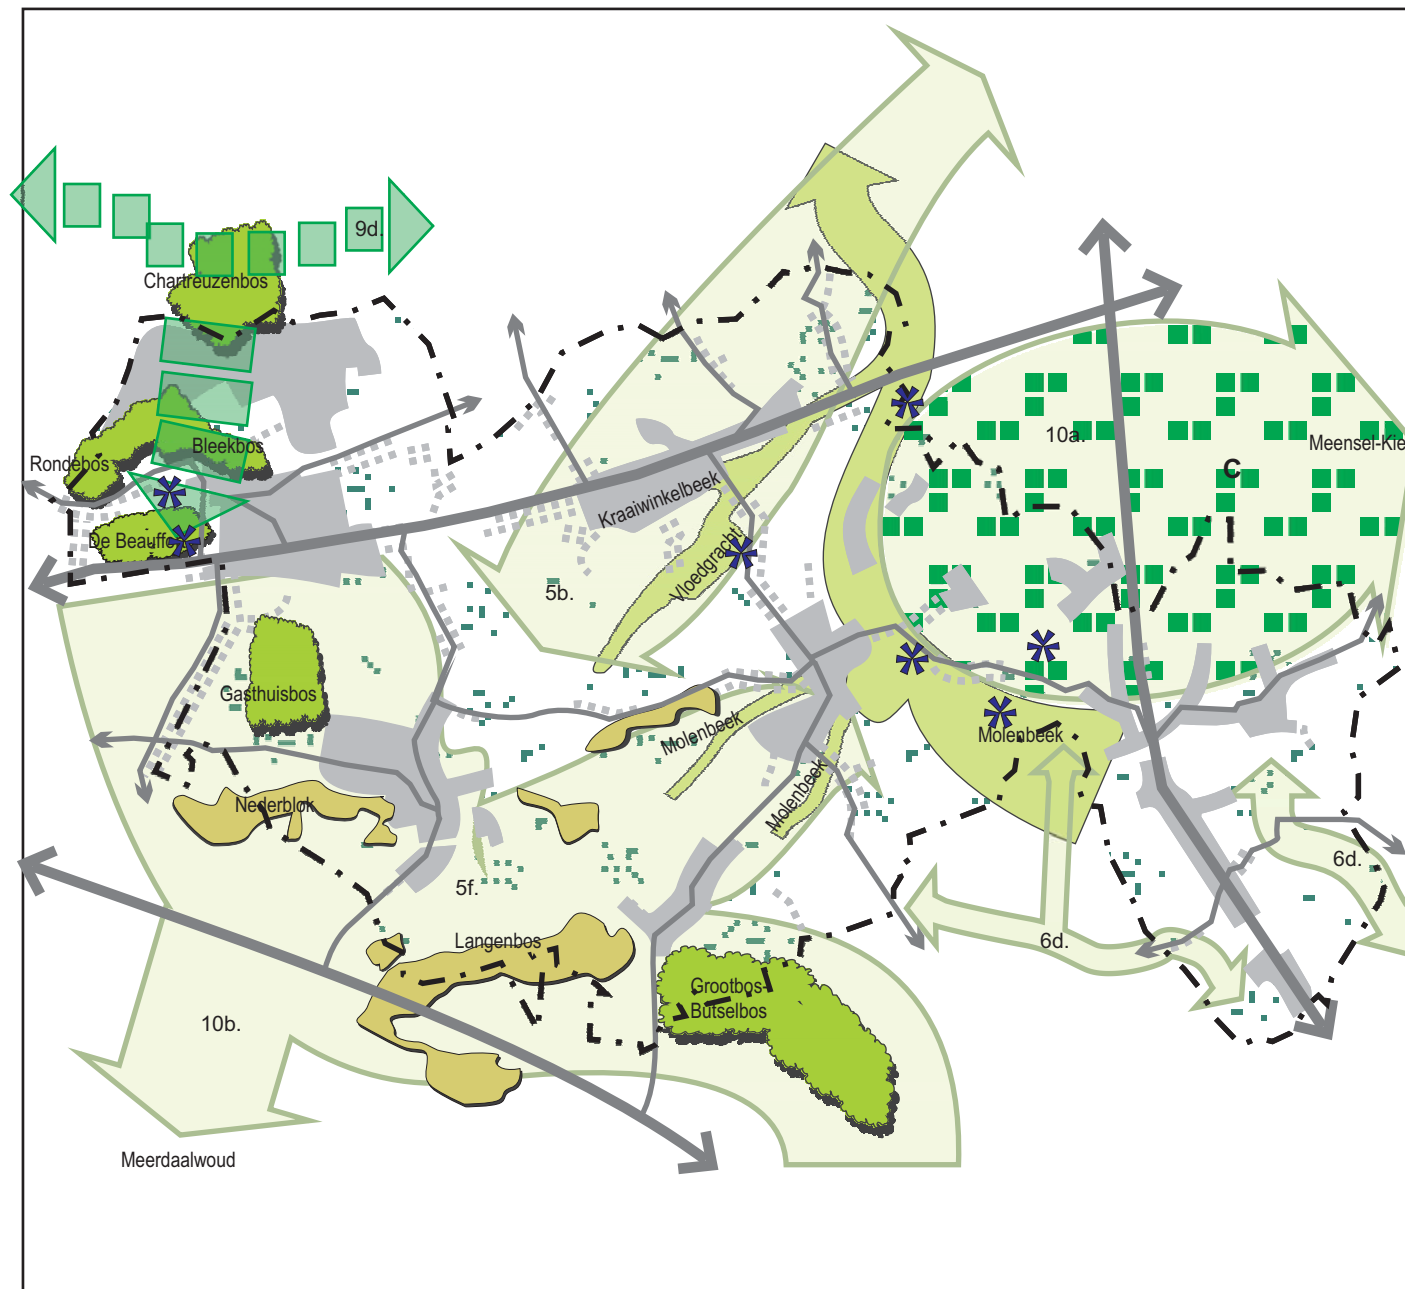 9d.
Chartreuzenbos
10a.
Meensel-Kie
C
Bleekbos
Rondebos
Kraaiwinkelbeek
De Beauffe
Vloedgracht
5b.
Gasthuisbos
Molenbeek
Molenbeek
Molenbeek
Nederblok
5f.
6d.
Langenbos
6d.
Grootbos-
Butselbos
10b.
Meerdaalwoud